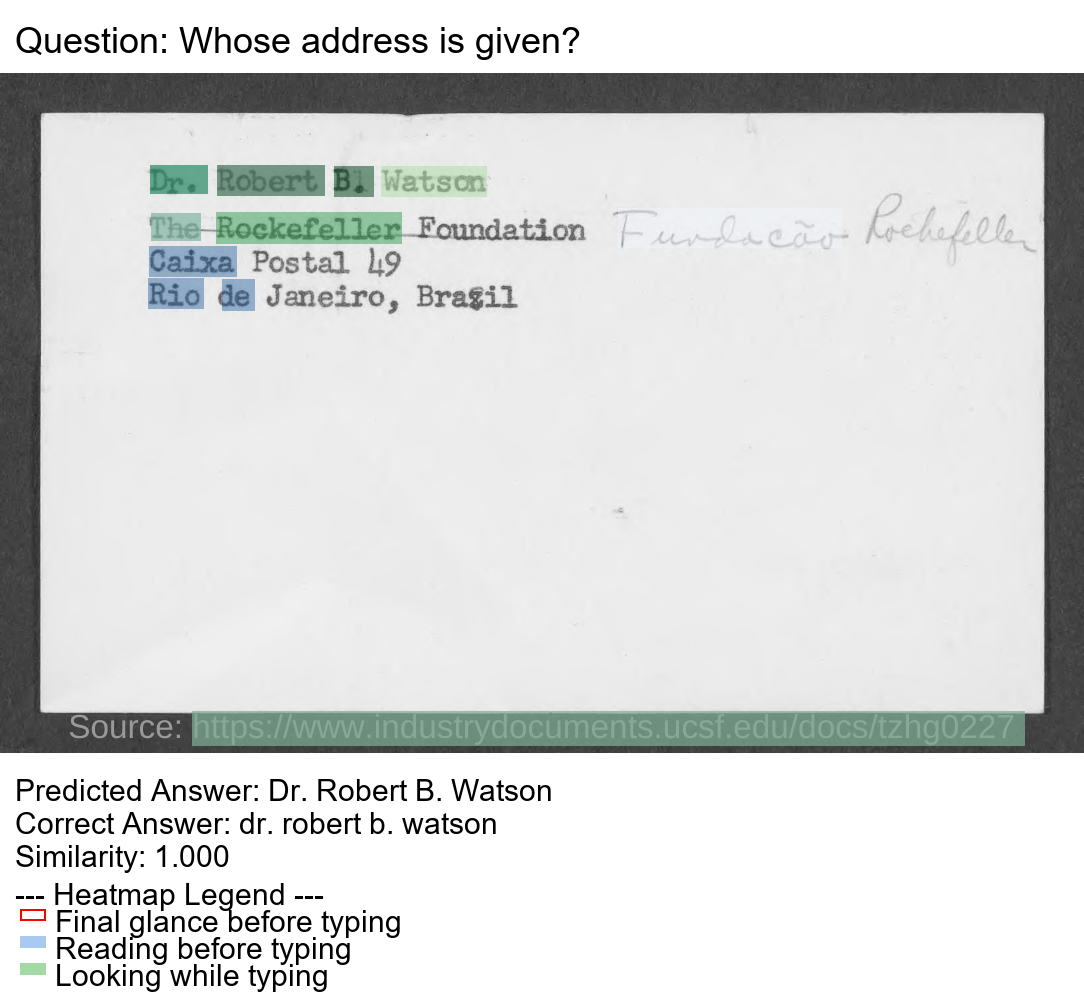 Question: Whose address is given?
Dr. Robert B. Watson
The Rockefeller Foundation Fundacão Rockefeller
Caixa Postal 49
Rio de Janeiro, Brazil
Source: https://www.industrydocuments.ucsf.edu/docs/tzhg0227
Predicted Answer: Dr. Robert B. Watson
Correct Answer: dr. robert b. watson
Similarity: 1.000
--- Heatmap Legend ---
Final glance before typing
Reading before typing
Looking while typing